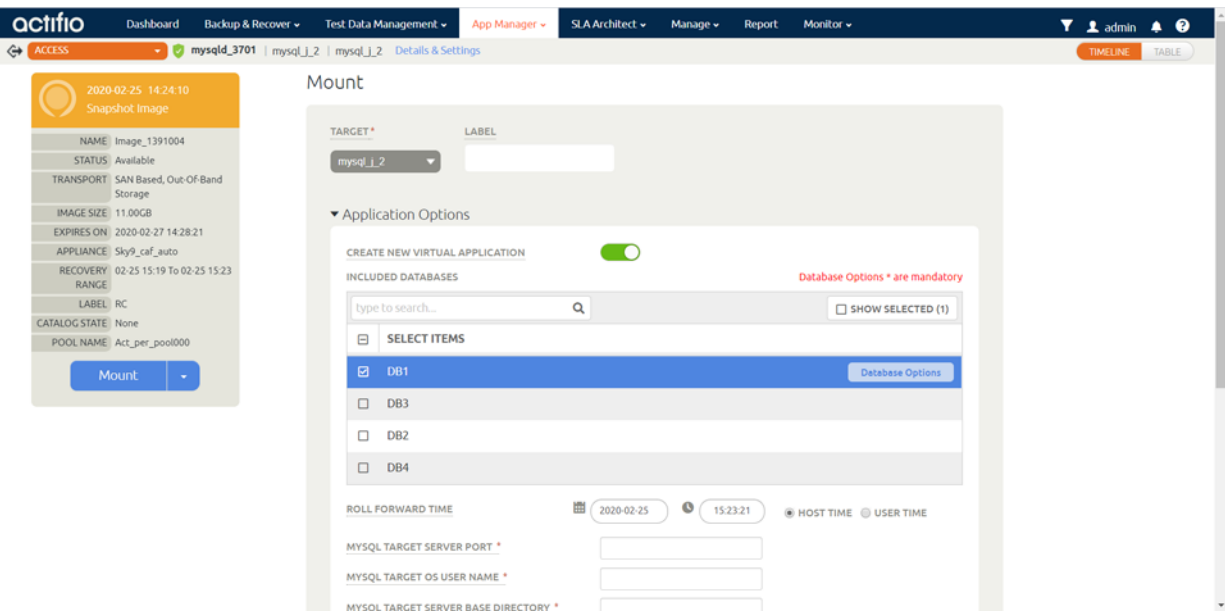 actifio Dashboard Backup & Recover Test Data Management App Manager SLA Architect Manage Report Monitor admin
ACCESS mysqld_3701 | mysql_j_2 | mysql_j_2 Details & Settings TIMELINE TABLE
2020-02-25 14:24:10
Snapshot Image
NAME Image_1391004
STATUS Available
TRANSPORT SAN Based, Out-Of-Band
Storage
IMAGE SIZE 11.00GB
EXPIRES ON 2020-02-27 14:28:21
APPLIANCE Sky9_caf_auto
RECOVERY 02-25 15:19 To 02-25 15:23
RANGE
LABEL RC
CATALOG STATE None
POOL NAME Act_per_pool000
Mount
Mount
TARGET* LABEL
mysql_j_2
Application Options
CREATE NEW VIRTUAL APPLICATION
INCLUDED DATABASES Database Options * are mandatory
type to search... SHOW SELECTED (1)
SELECT ITEMS
DB1 Database Options
DB3
DB2
DB4
ROLL FORWARD TIME 2020-02-25 15:23:21 HOST TIME USER TIME
MYSQL TARGET SERVER PORT *
MYSQL TARGET OS USER NAME *
MYSQL TARGET SERVER BASE DIRECTORY *